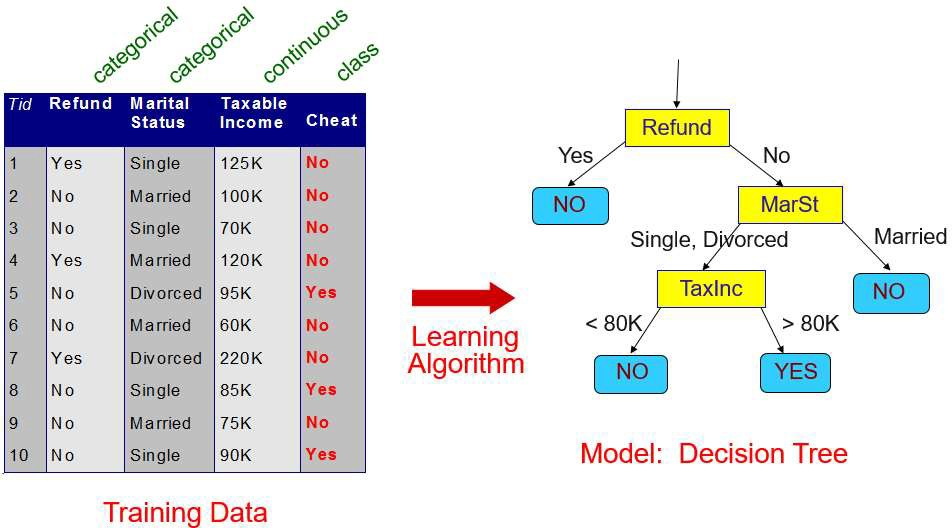 categorical
categorical
continuous
class
Tid Refund Marital Status Taxable Income Cheat
1 Yes Single 125K No
2 No Married 100K No
3 No Single 70K No
4 Yes Married 120K No
5 No Divorced 95K Yes
6 No Married 60K No
7 Yes Divorced 220K No
8 No Single 85K Yes
9 No Married 75K No
10 No Single 90K Yes
Training Data
Learning
Algorithm
Refund
Yes No
NO MarSt
Single, Divorced Married
TaxInc NO
< 80K > 80K
NO YES
Model: Decision Tree